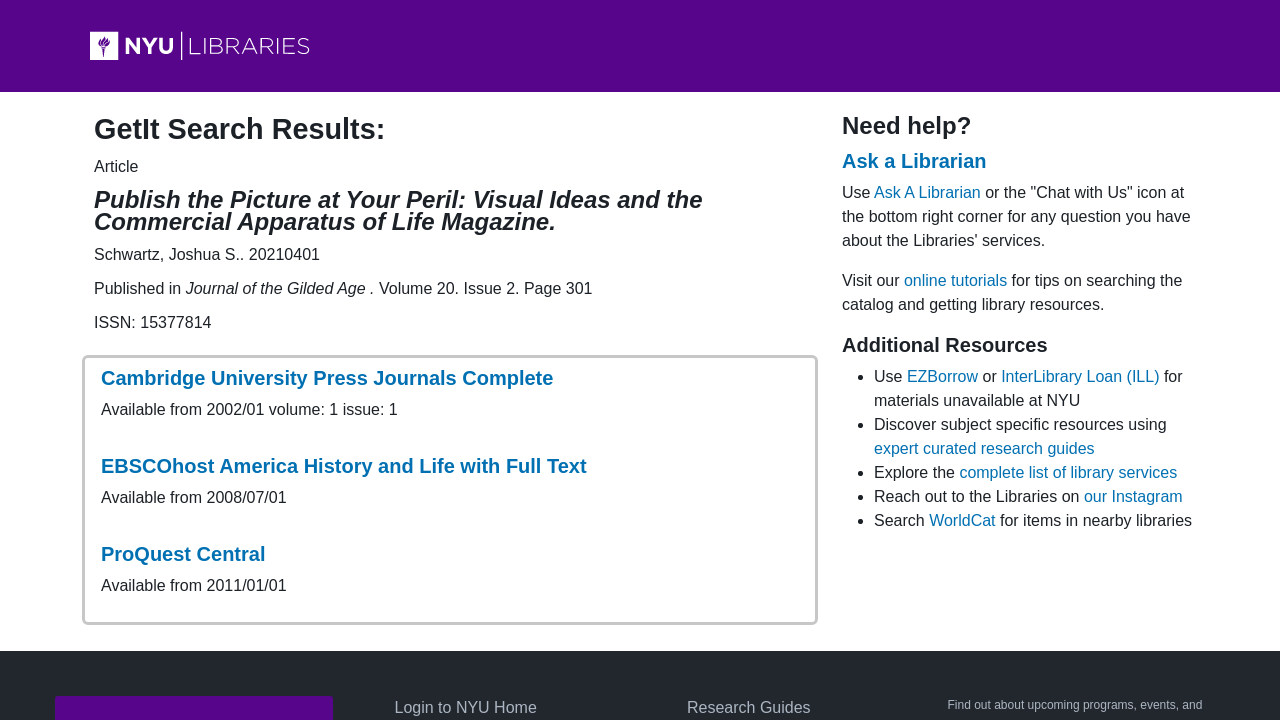 NYU | LIBRARIES
GetIt Search Results:
Article
Publish the Picture at Your Peril: Visual Ideas and the
Commercial Apparatus of Life Magazine.
Schwartz, Joshua S.. 20210401
Published in Journal of the Gilded Age . Volume 20. Issue 2. Page 301
ISSN: 15377814
Cambridge University Press Journals Complete
Available from 2002/01 volume: 1 issue: 1
EBSCOhost America History and Life with Full Text
Available from 2008/07/01
ProQuest Central
Available from 2011/01/01
Need help?
Ask a Librarian
Use Ask A Librarian or the "Chat with Us" icon at
the bottom right corner for any question you have
about the Libraries' services.
Visit our online tutorials for tips on searching the
catalog and getting library resources.
Additional Resources
Use EZBorrow or InterLibrary Loan (ILL) for
materials unavailable at NYU
Discover subject specific resources using
expert curated research guides
Explore the complete list of library services
Reach out to the Libraries on our Instagram
Search WorldCat for items in nearby libraries
Login to NYU Home
Research Guides
Find out about upcoming programs, events, and